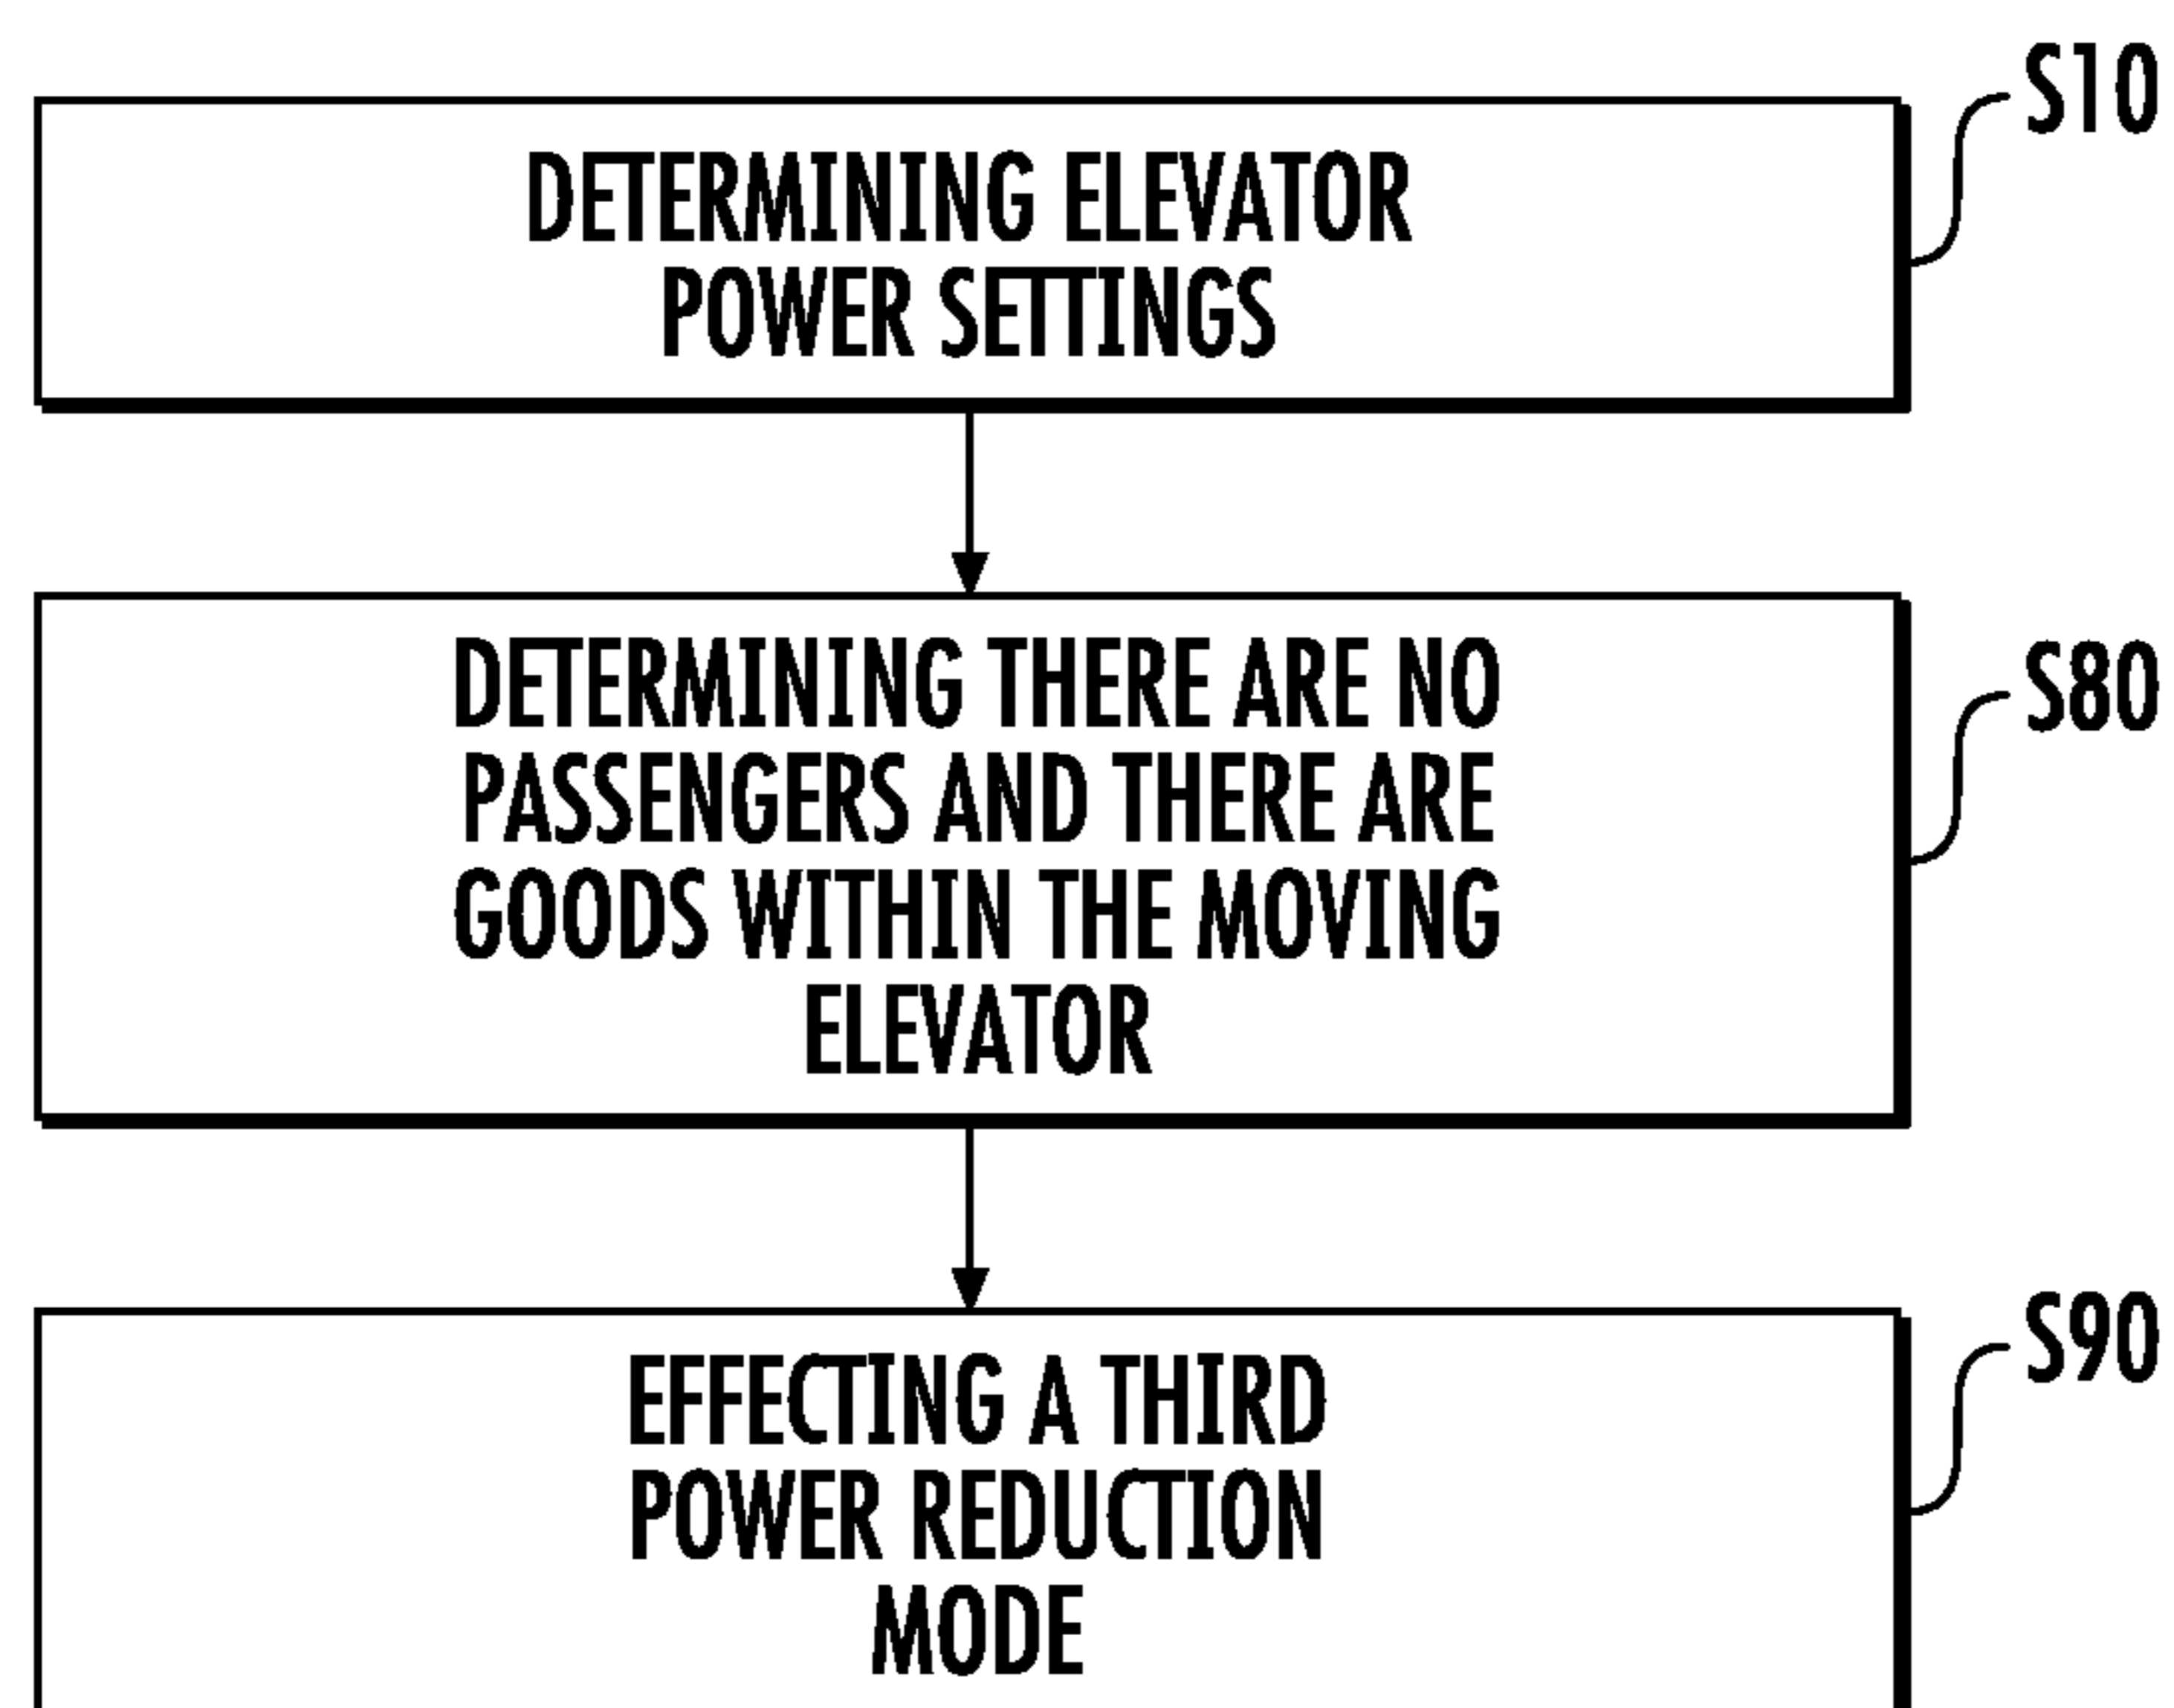 S10
DETERMINING ELEVATOR
POWER SETTINGS
DETERMINING THERE ARE NO
PASSENGERS AND THERE ARE
GOODS WITHIN THE MOVING
ELEVATOR
S80
EFFECTING A THIRD
POWER REDUCTION
MODE
S90